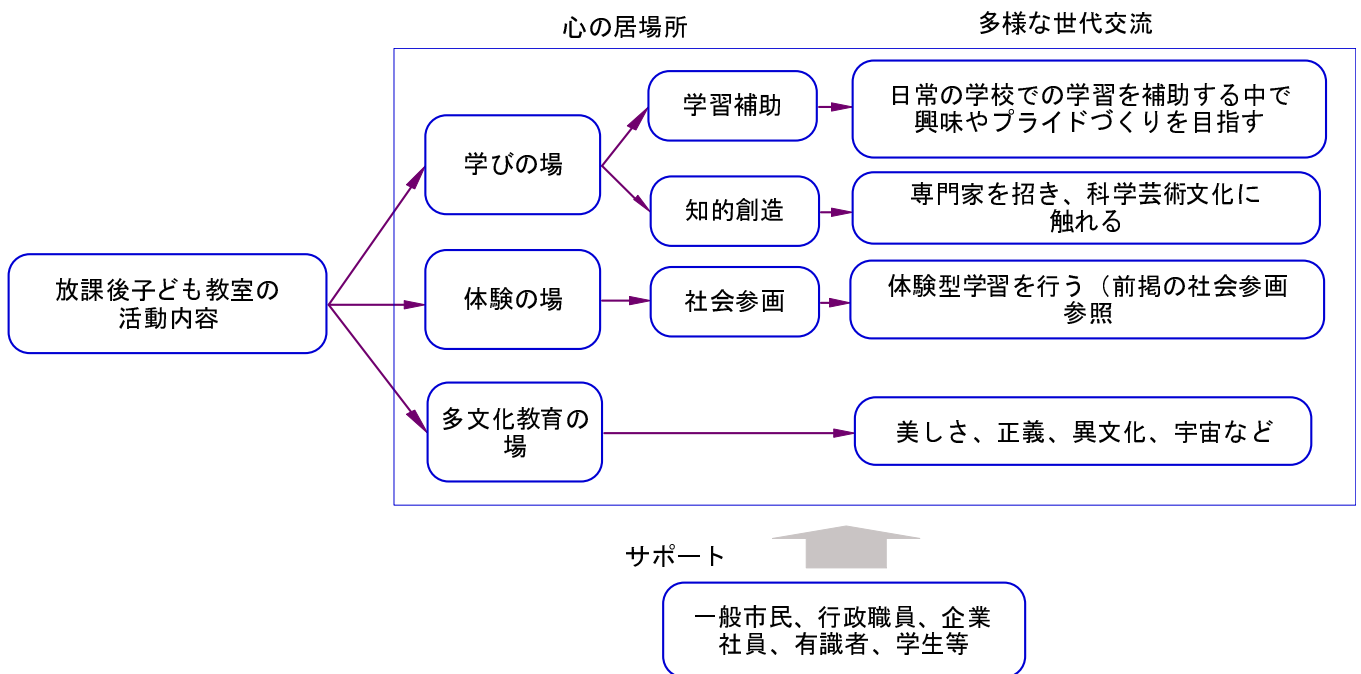 心の居場所
多様な世代交流
学習補助
日常の学校での学習を補助する中で
興味やプライドづくりを目指す
学びの場
知的創造
専門家を招き、科学芸術文化に
触れる
放課後子ども教室の
活動内容
体験の場
社会参画
体験型学習を行う（前掲の社会参画
参照
多文化教育の
場
美しさ、正義、異文化、宇宙など
サポート
一般市民、行政職員、企業
社員、有識者、学生等